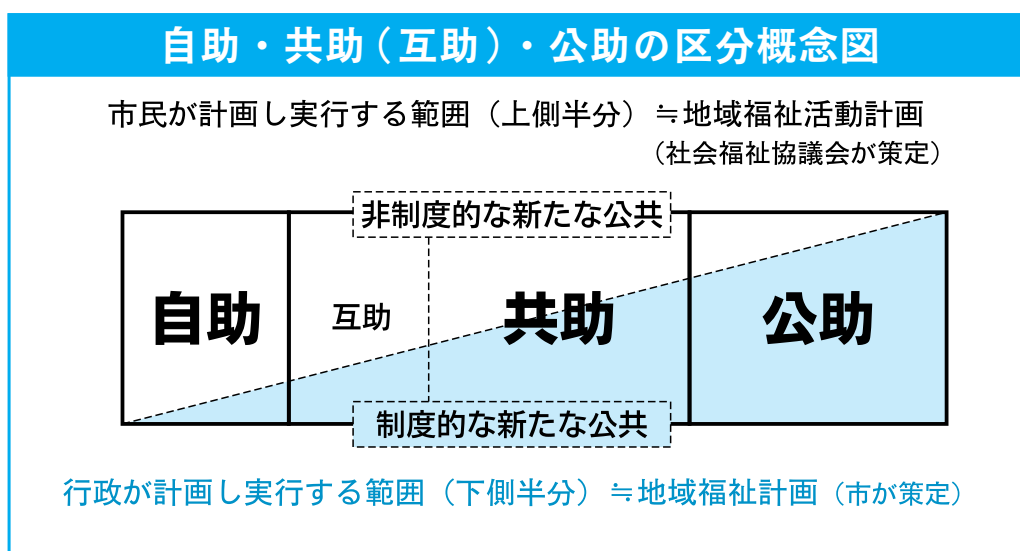 自助・共助（互助）・公助の区分概念図
市民が計画し実行する範囲（上側半分）≒地域福祉活動計画
（社会福祉協議会が策定）
非制度的な新たな公共
自助
互助
共助
公助
制度的な新たな公共
行政が計画し実行する範囲（下側半分）≒地域福祉計画（市が策定）